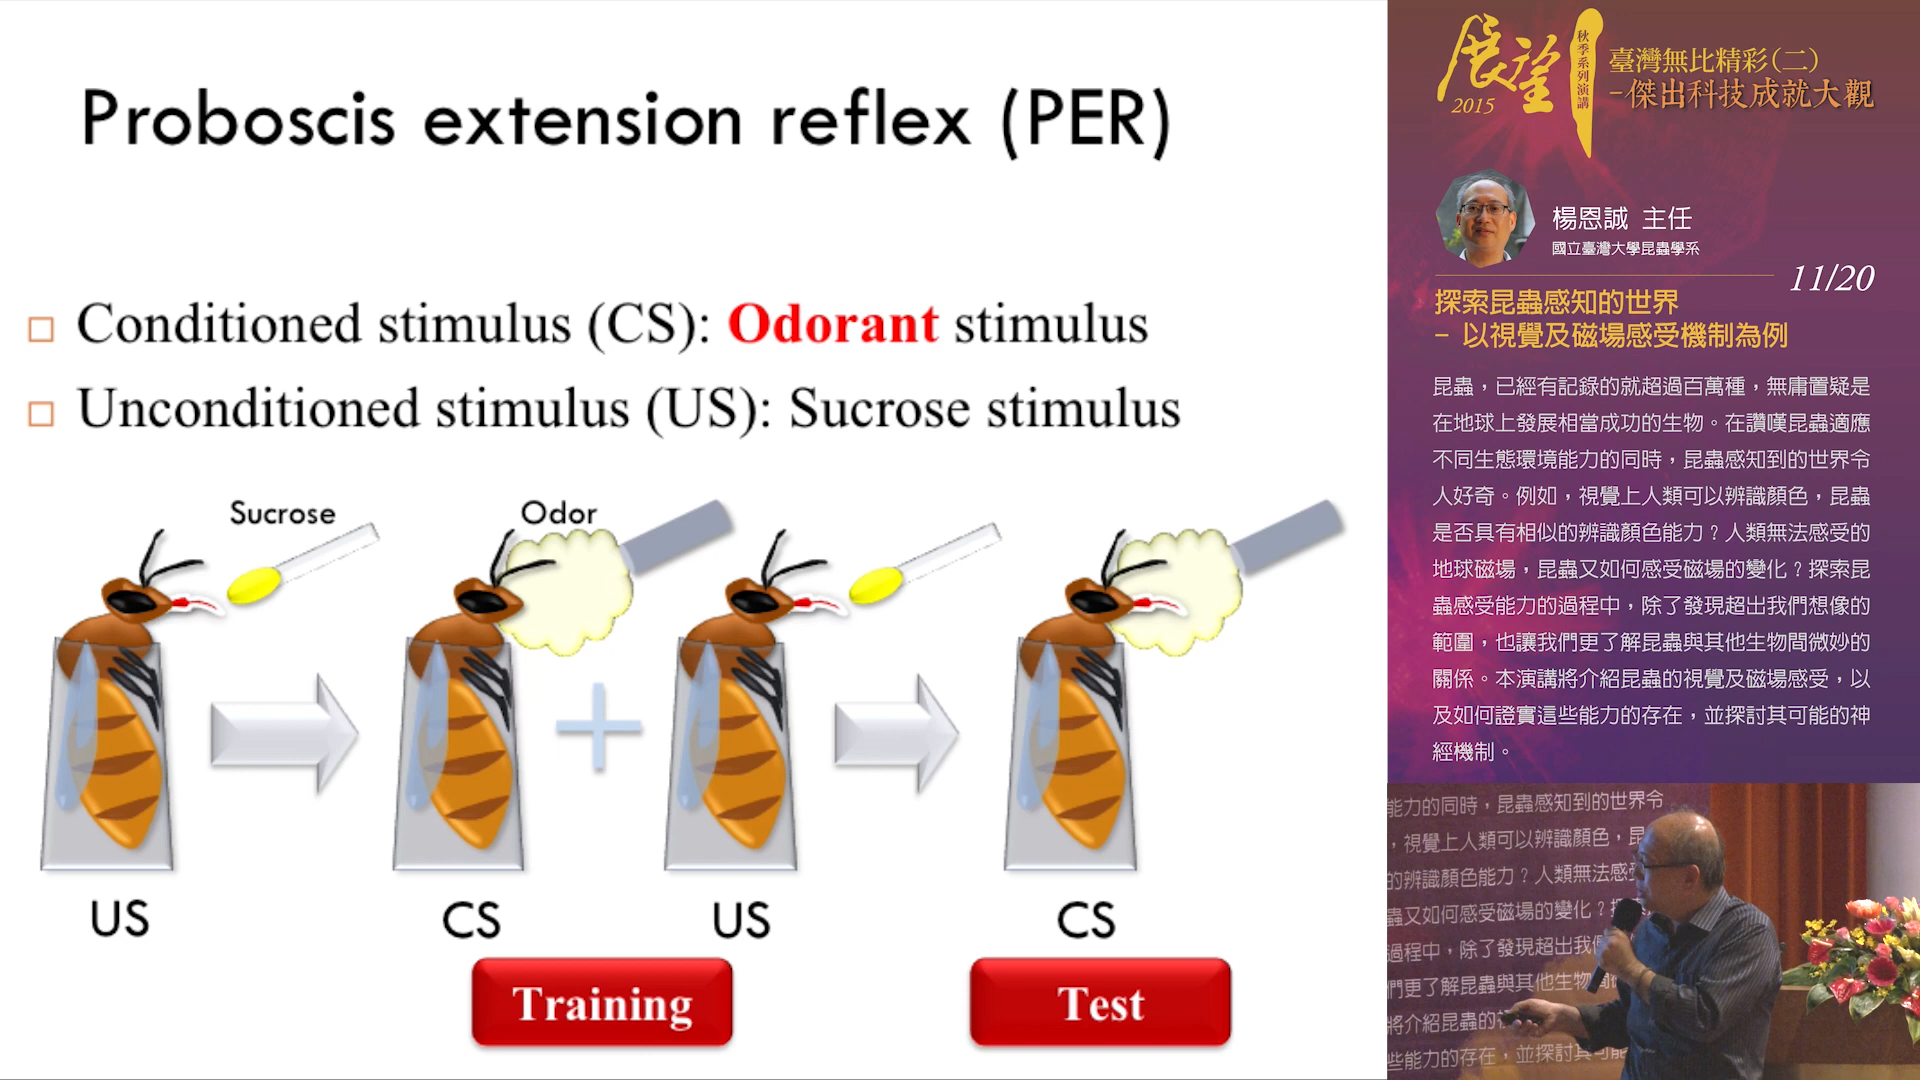 Proboscis extension reflex (PER)
Conditioned stimulus (CS): Odorant stimulus
Unconditioned stimulus (US): Sucrose stimulus
Sucrose
Odor
US
CS
US
CS
Training
Test
展望
2015
秋季系列演講
臺灣無比精彩(二)
-傑出科技成就大觀
楊恩誠 主任
國立臺灣大學昆蟲學系
11/20
探索昆蟲感知的世界
- 以視覺及磁場感受機制為例
昆蟲，已經有記錄的就超過百萬種，無庸置疑是
在地球上發展相當成功的生物。在讚嘆昆蟲適應
不同生態環境能力的同時，昆蟲感知到的世界令
人好奇。例如，視覺上人類可以辨識顏色，昆蟲
是否具有相似的辨識顏色能力？人類無法感受的
地球磁場，昆蟲又如何感受磁場的變化？探索昆
蟲感受能力的過程中，除了發現超出我們想像的
範圍，也讓我們更了解昆蟲與其他生物間微妙的
關係。本演講將介紹昆蟲的視覺及磁場感受，以
及如何證實這些能力的存在，並探討其可能的神
經機制。
能力的同時，昆蟲感知到的世界令
，視覺上人類可以辨識顏色，昆
的辨識顏色能力？人類無法感
蟲又如何感受磁場的變化？
過程中，除了發現超出我
們更了解昆蟲與其他生物間
將介紹昆蟲的
些能力的存在，並探討其可能